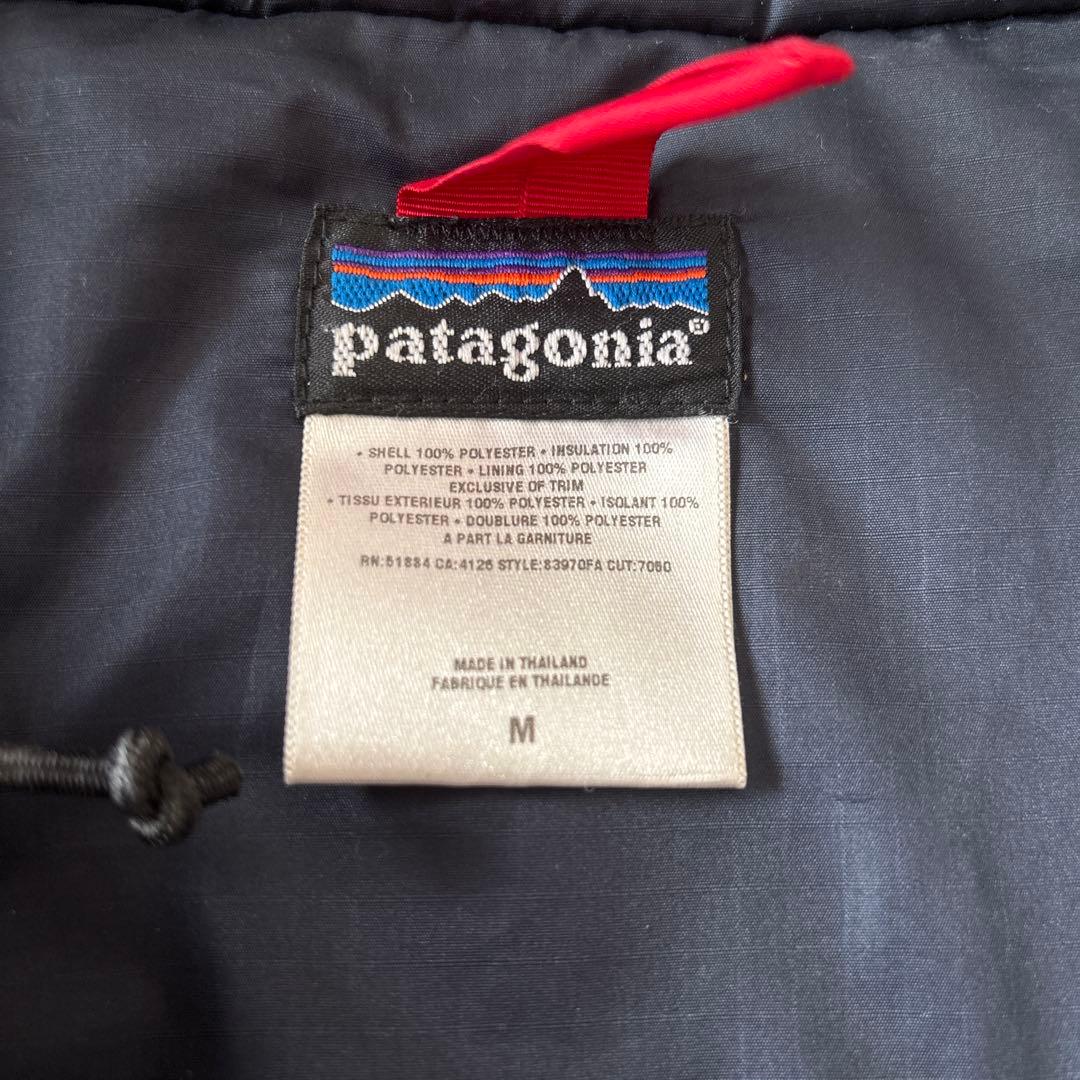 patagonia®
• SHELL 100% POLYESTER • INSULATION 100%
POLYESTER • LINING 100% POLYESTER
EXCLUSIVE OF TRIM
• TISSU EXTERIEUR 100% POLYESTER • ISOLANT 100%
POLYESTER • DOUBLURE 100% POLYESTER
A PART LA GARNITURE
RN:51884 CA:4126 STYLE:83970FA CUT:7050
MADE IN THAILAND
FABRIQUE EN THAILANDE
M